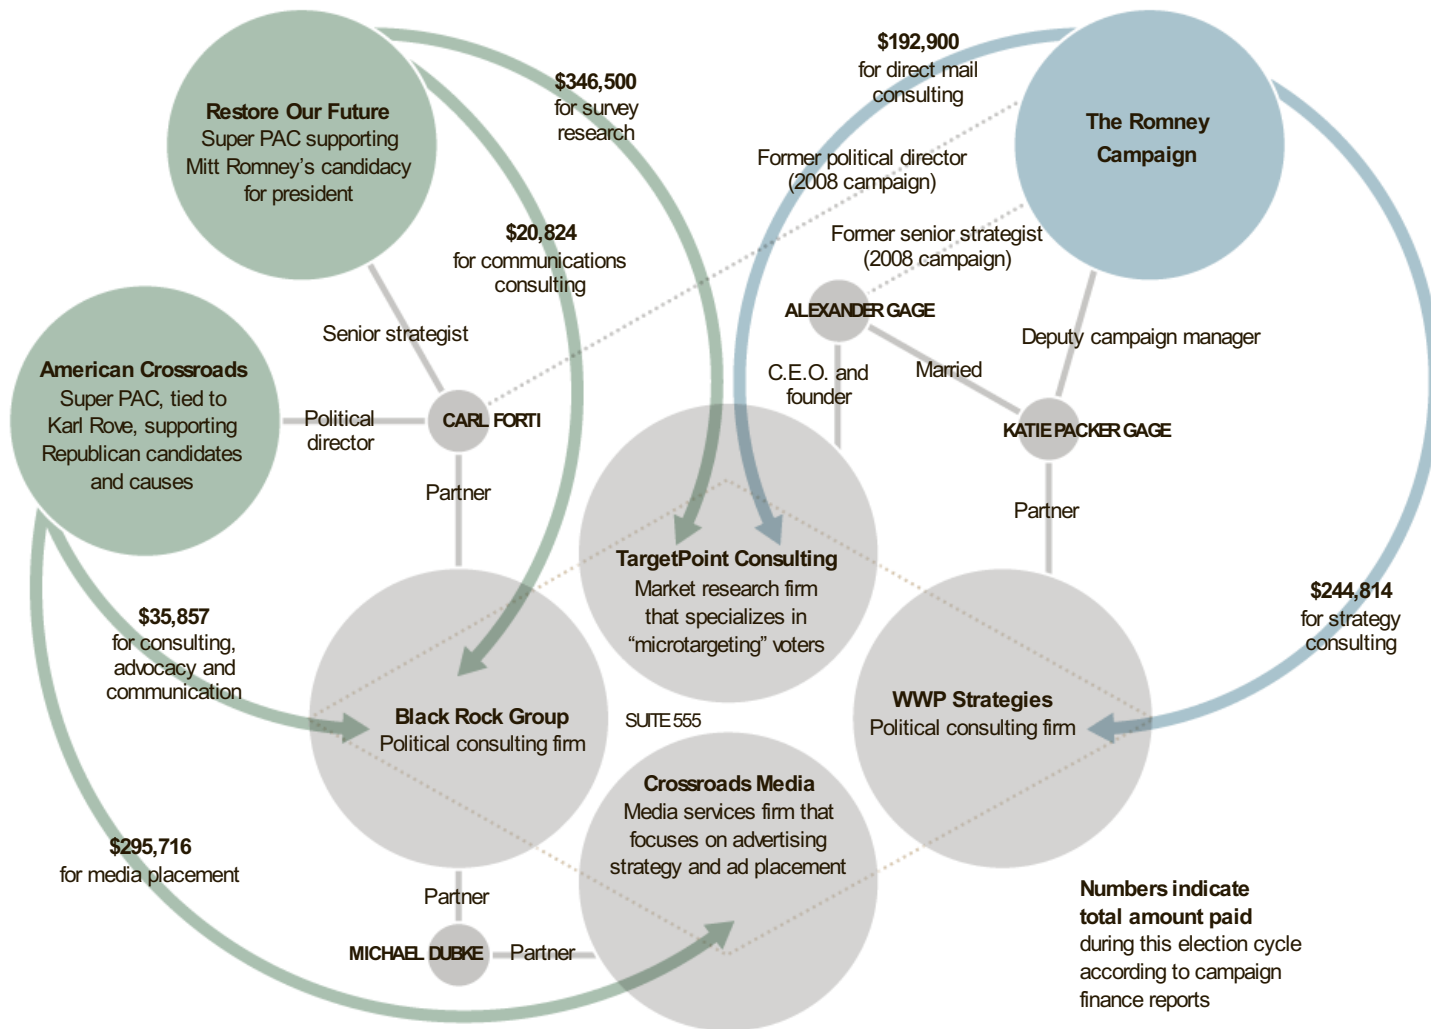 $192,900
for direct mail
consulting
$346,500
for survey
research
Restore Our Future
Super PAC supporting
Mitt Romney’s candidacy
for president
The Romney
Campaign
Former political director
(2008 campaign)
$20,824
for communications
consulting
Former senior strategist
(2008 campaign)
ALEXANDER GAGE
Senior strategist
Deputy campaign manager
American Crossroads
Super PAC, tied to
Karl Rove, supporting
Republican candidates
and causes
C.E.O. and
founder
Married
Political
director
CARL FORTI
KATIE PACKER GAGE
Partner
Partner
TargetPoint Consulting
Market research firm
that specializes in
“microtargeting” voters
$244,814
for strategy
consulting
$35,857
for consulting,
advocacy and
communication
Black Rock Group
Political consulting firm
SUITE 555
WWP Strategies
Political consulting firm
Crossroads Media
Media services firm that
focuses on advertising
strategy and ad placement
$295,716
for media placement
Partner
MICHAEL DUBKE
Partner
Numbers indicate
total amount paid
during this election cycle
according to campaign
finance reports